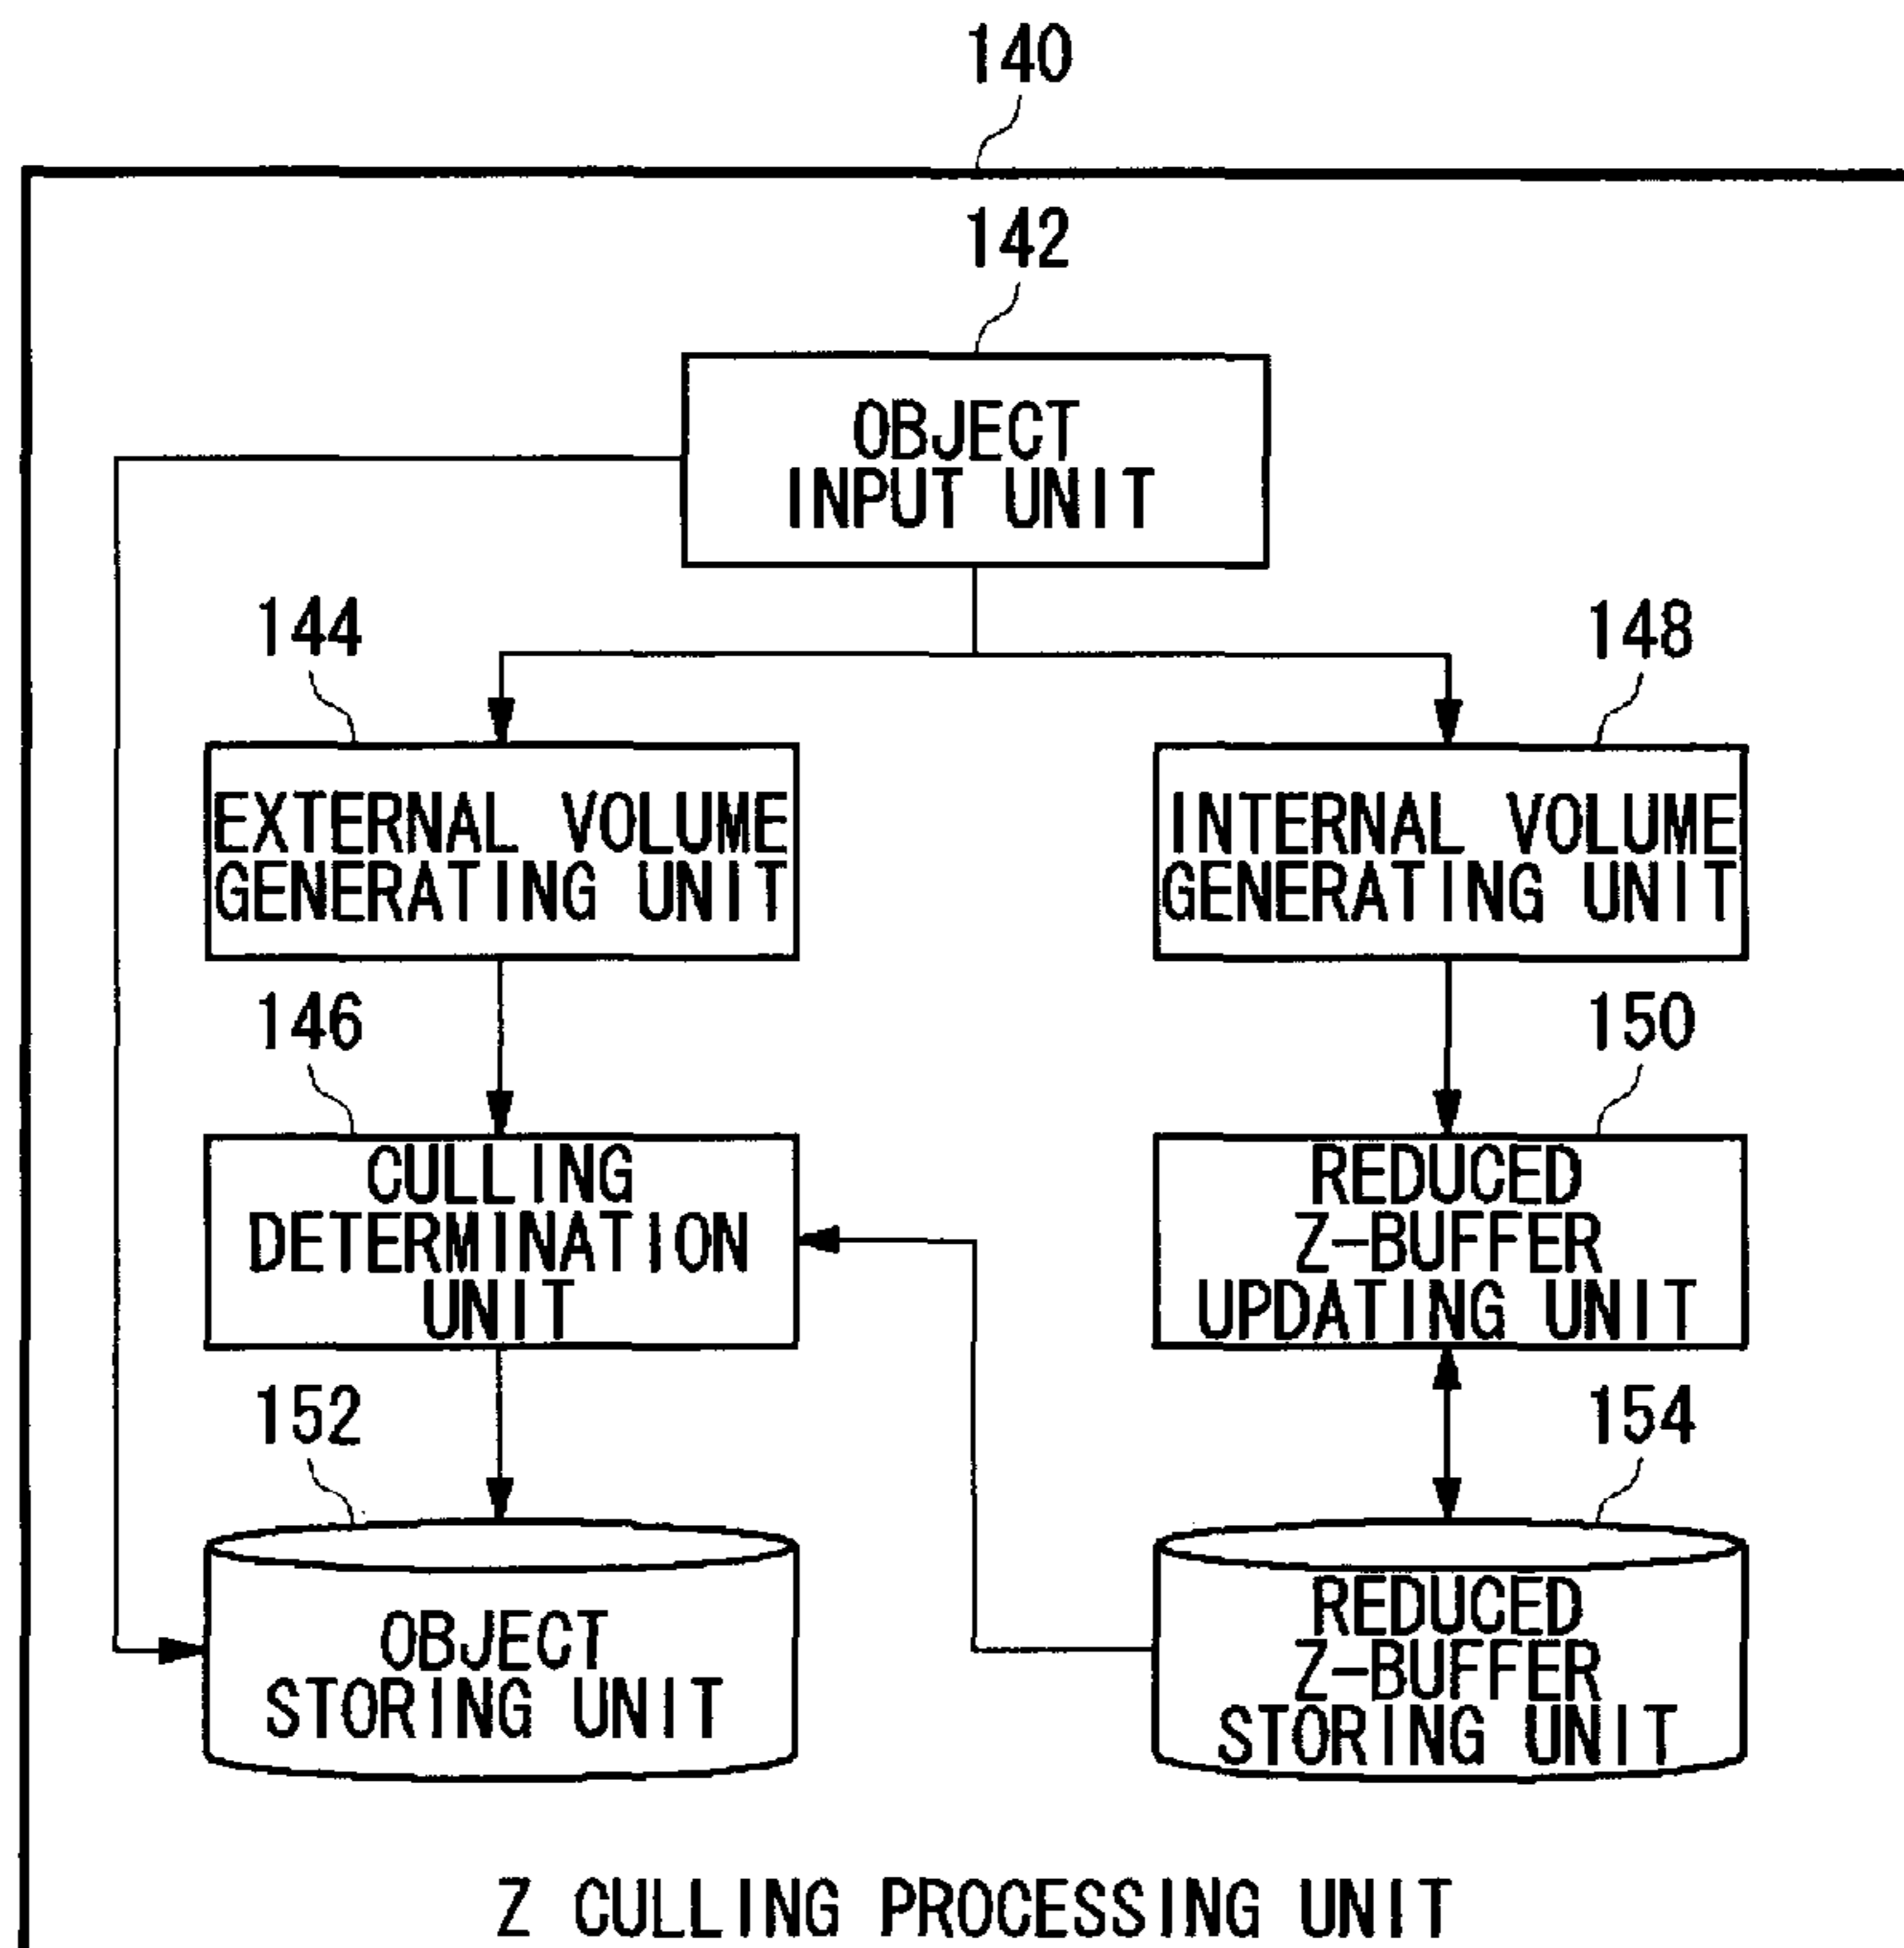 140
142
OBJECT
INPUT UNIT
144
148
EXTERNAL VOLUME
GENERATING UNIT
INTERNAL VOLUME
GENERATING UNIT
146
150
CULLING
DETERMINATION
UNIT
REDUCED
Z-BUFFER
UPDATING UNIT
152
154
OBJECT
STORING UNIT
REDUCED
Z-BUFFER
STORING UNIT
Z CULLING PROCESSING UNIT